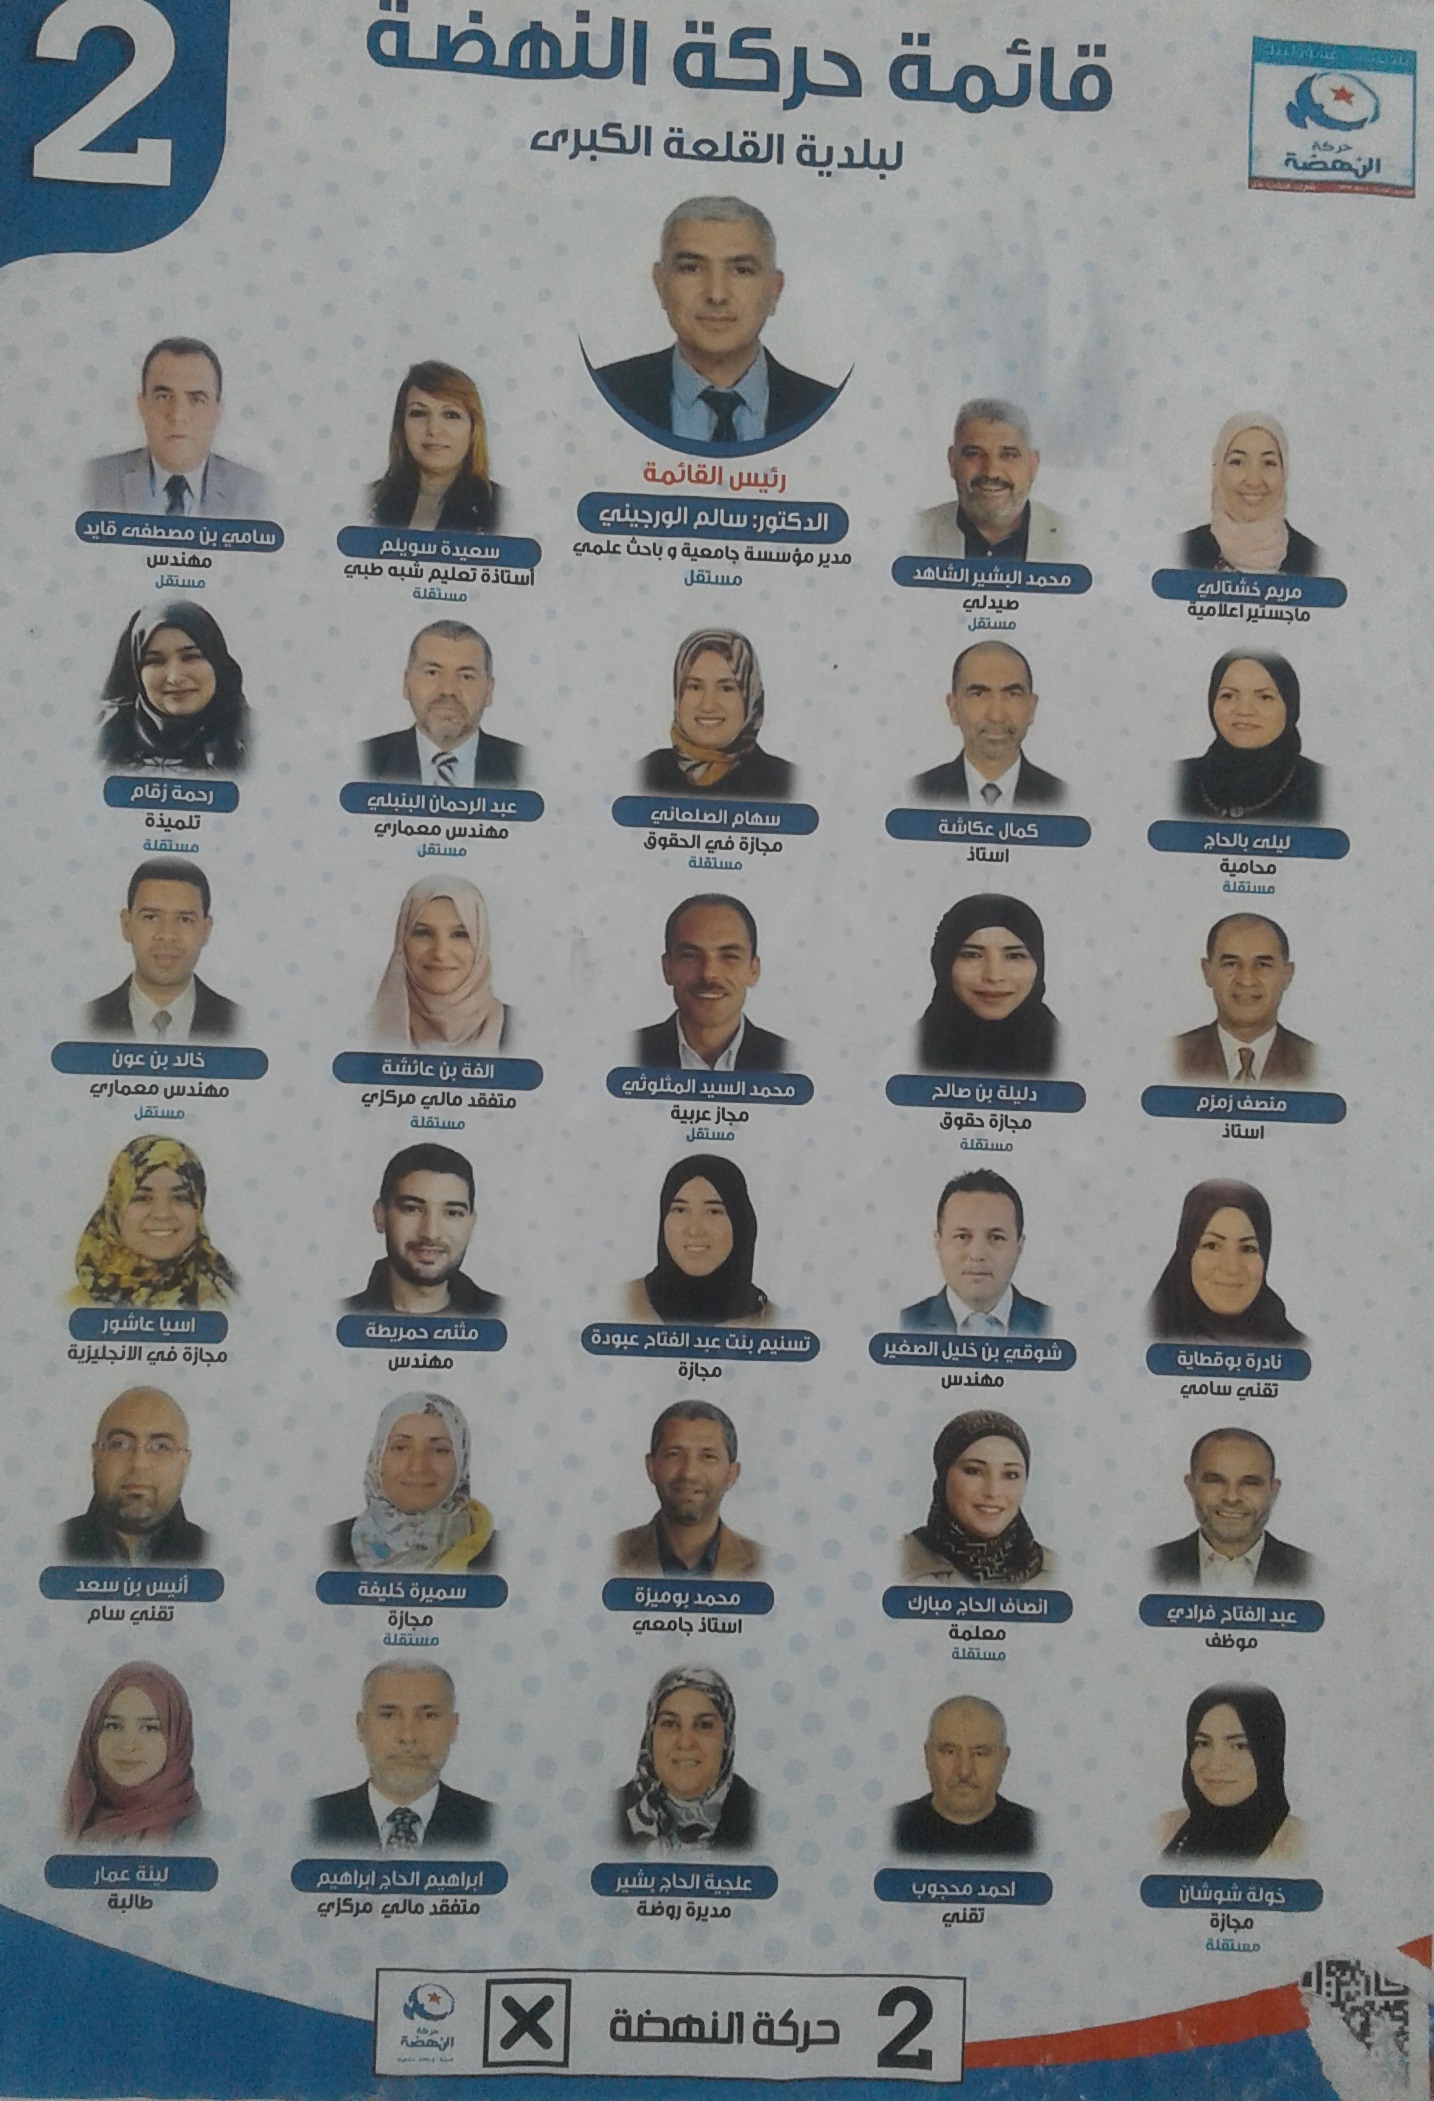 2
قائمة حركة النهضة
لبلدية القلعة الكبرى
حركة
النهضة
رئيس القائمة
الدكتور: سالم الورجيني
مدير مؤسسة جامعية و باحث علمي
مستقل
مريم خشتالي
ماجستير اعلامية
محمد البشير الشاهد
صيدلي
مستقل
سعيدة سويلم
أستاذة تعليم شبه طبي
مستقلة
سامي بن مصطفى قايد
مهندس
مستقل
ليلى بالحاج
محامية
مستقلة
كمال عكاشة
استاذ
سهام الصلعاني
مجازة في الحقوق
مستقلة
عبد الرحمان البنبلي
مهندس معماري
مستقل
رحمة زقام
تلميذة
مستقلة
منصف زمزم
استاذ
دليلة بن صالح
مجازة حقوق
مستقلة
محمد السيد المثلوثي
مجاز عربية
مستقل
الفة بن عائشة
متفقد مالي مركزي
مستقلة
خالد بن عون
مهندس معماري
مستقل
نادرة بوقطاية
تقني سامي
شوقي بن خليل الصغير
مهندس
تسنيم بنت عبد الفتاح عبودة
مجازة
مثنى حمريطة
مهندس
اسيا عاشور
مجازة في الانجليزية
عبد الفتاح فرادي
موظف
انصاف الحاج مبارك
معلمة
مستقلة
محمد بوميزة
استاذ جامعي
سميرة خليفة
مجازة
مستقلة
أنيس بن سعد
تقني سام
خولة شوشان
مجازة
مستقلة
احمد محجوب
تقني
علجية الحاج بشير
مديرة روضة
ابراهيم الحاج ابراهيم
متفقد مالي مركزي
لينة عمار
طالبة
2 حركة النهضة
حركة
النهضة